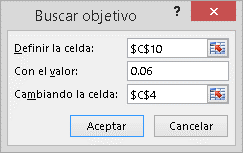 Buscar objetivo ? ×
Definir la celda: $C$10
Con el valor: 0.06
Cambiando la celda: $C$4
Aceptar Cancelar